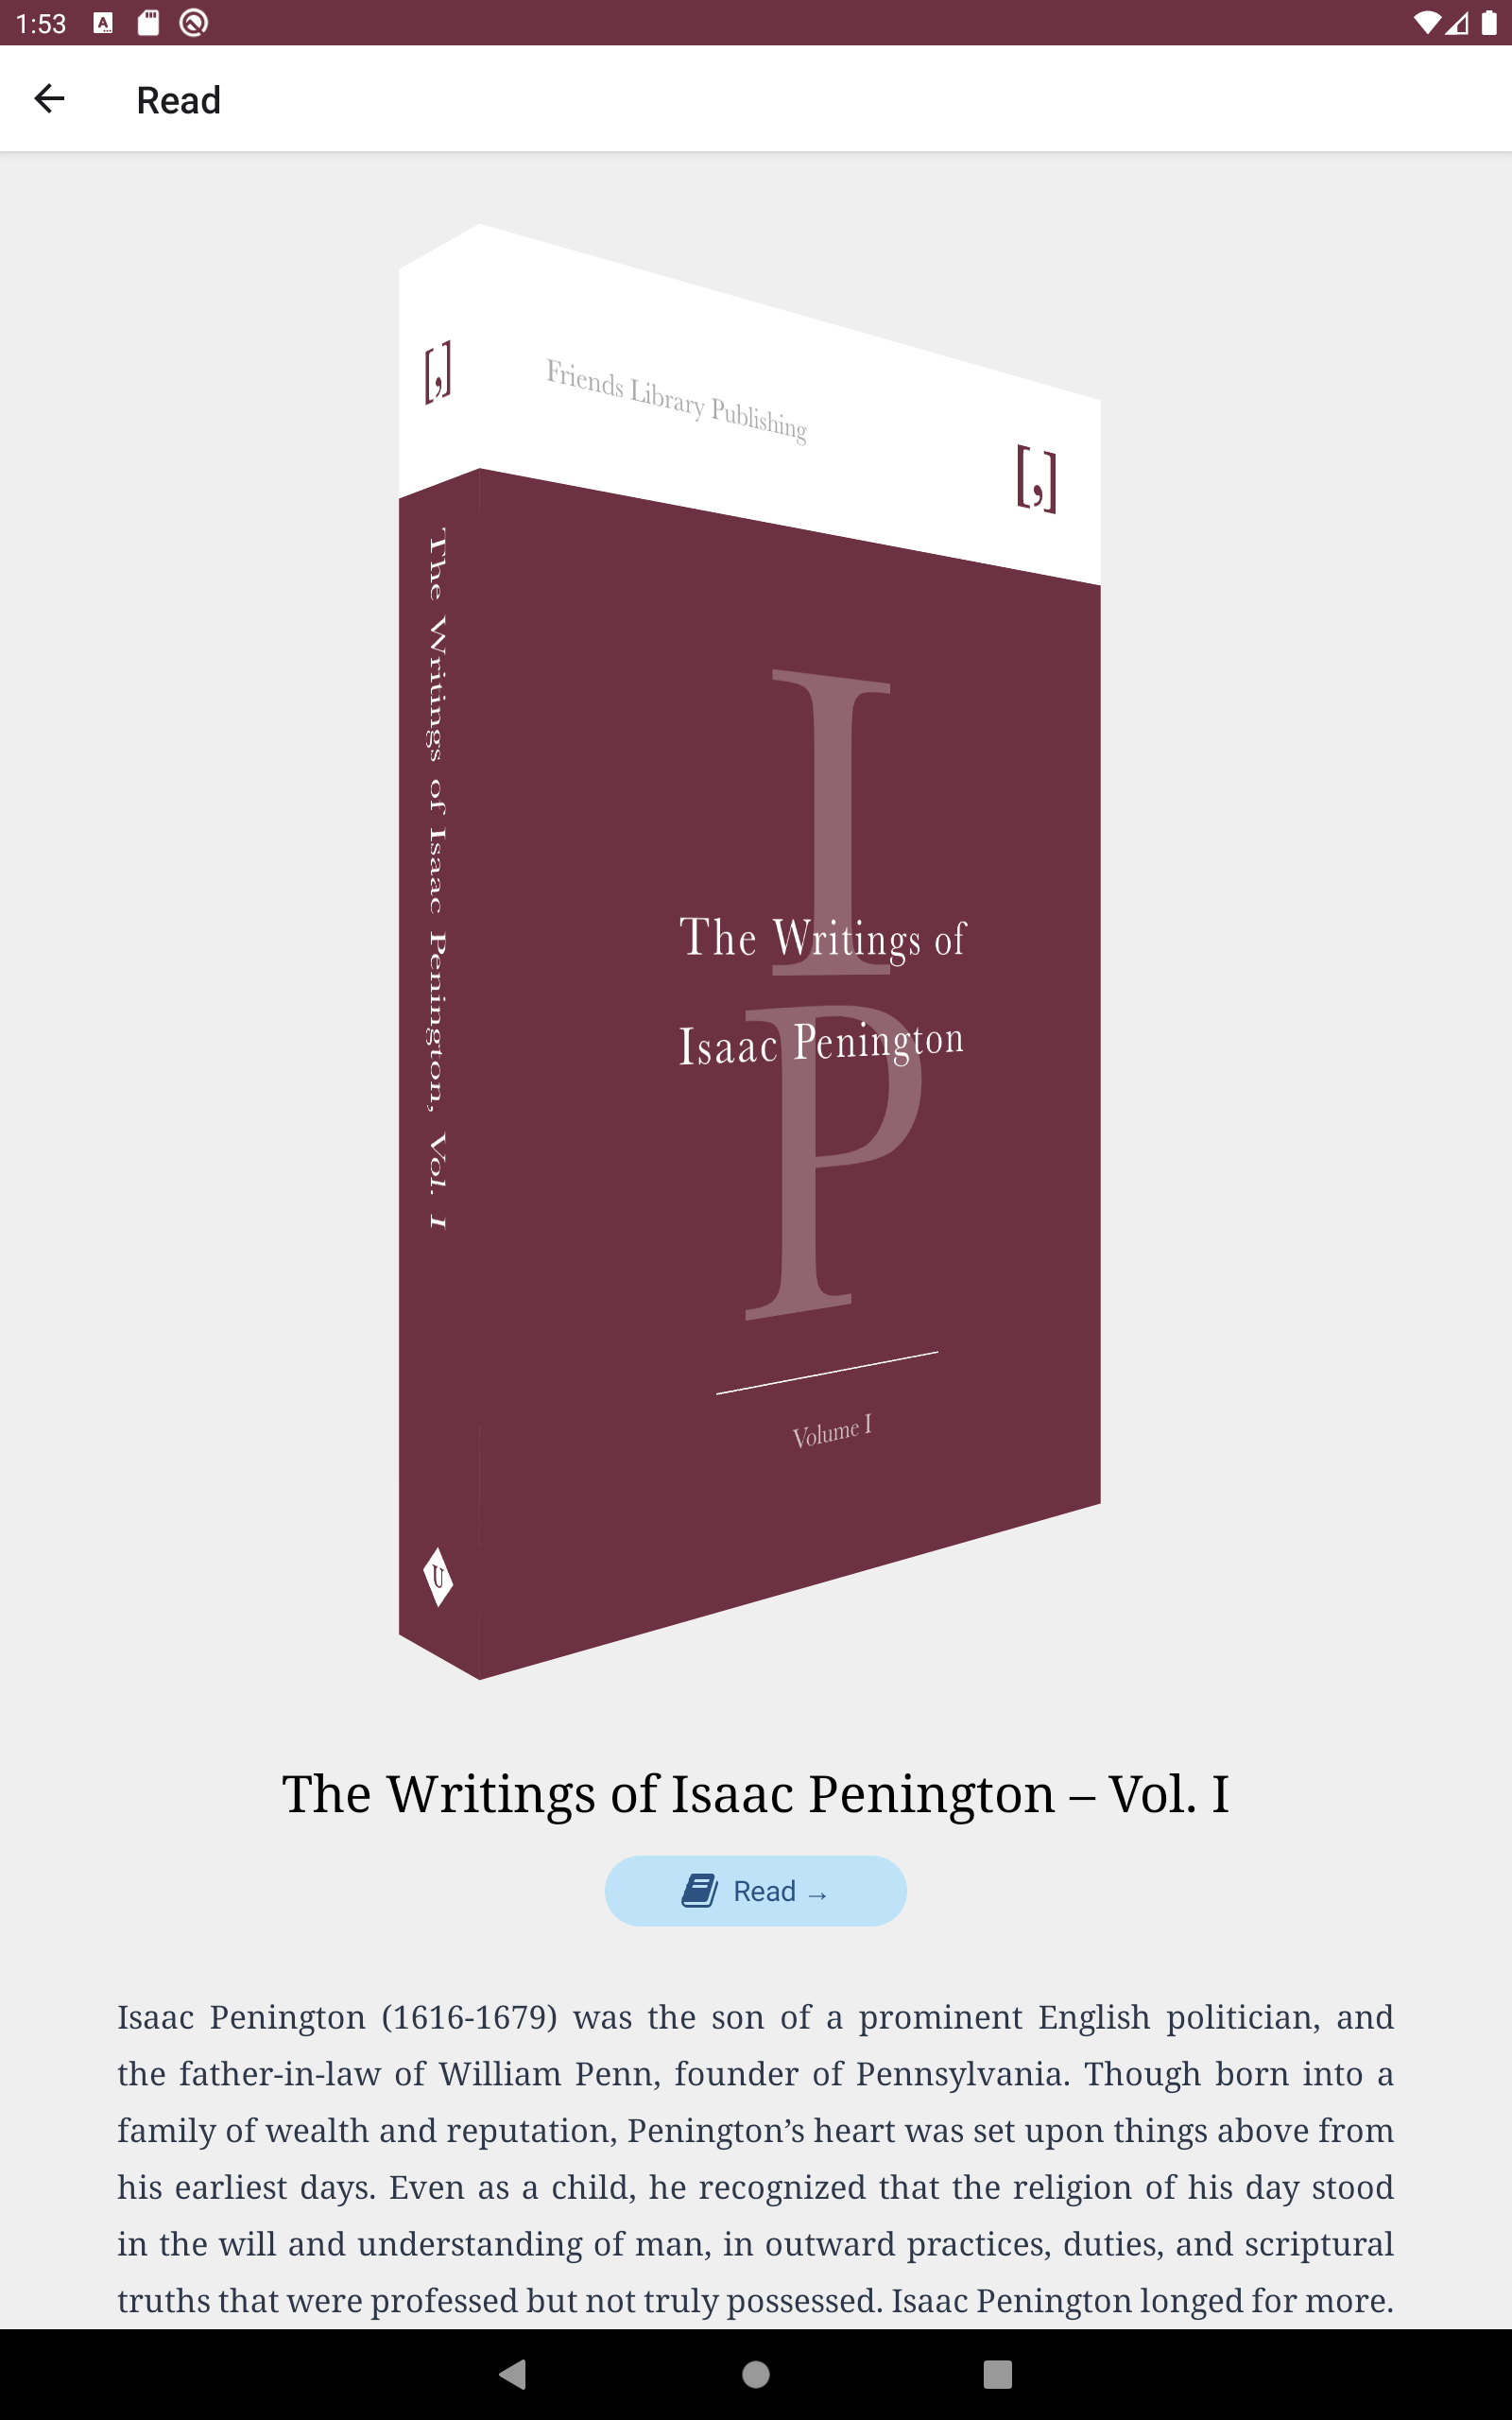 1:53
Read
[,]
Friends Library Publishing
[,]
The Writings of Isaac Penington, Vol. I
I
P
The Writings of
Isaac Penington
Volume I
U
The Writings of Isaac Penington – Vol. I
Read →
Isaac Penington (1616-1679) was the son of a prominent English politician, and
the father-in-law of William Penn, founder of Pennsylvania. Though born into a
family of wealth and reputation, Penington’s heart was set upon things above from
his earliest days. Even as a child, he recognized that the religion of his day stood
in the will and understanding of man, in outward practices, duties, and scriptural
truths that were professed but not truly possessed. Isaac Penington longed for more.